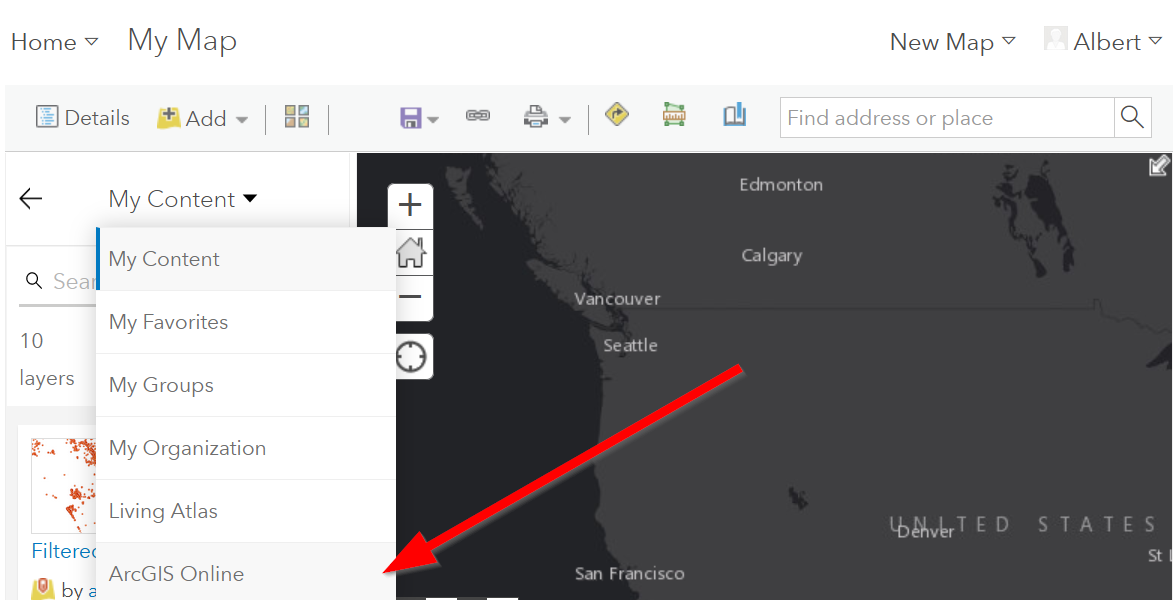 Home My Map New Map Albert
Details Add Find address or place
My Content
My Content
My Favorites
My Groups
My Organization
Living Atlas
ArcGIS Online
Sear
10
layers
Filtered
by a
Edmonton
Calgary
Vancouver
Seattle
UNITED STATES
Denver
St L
San Francisco